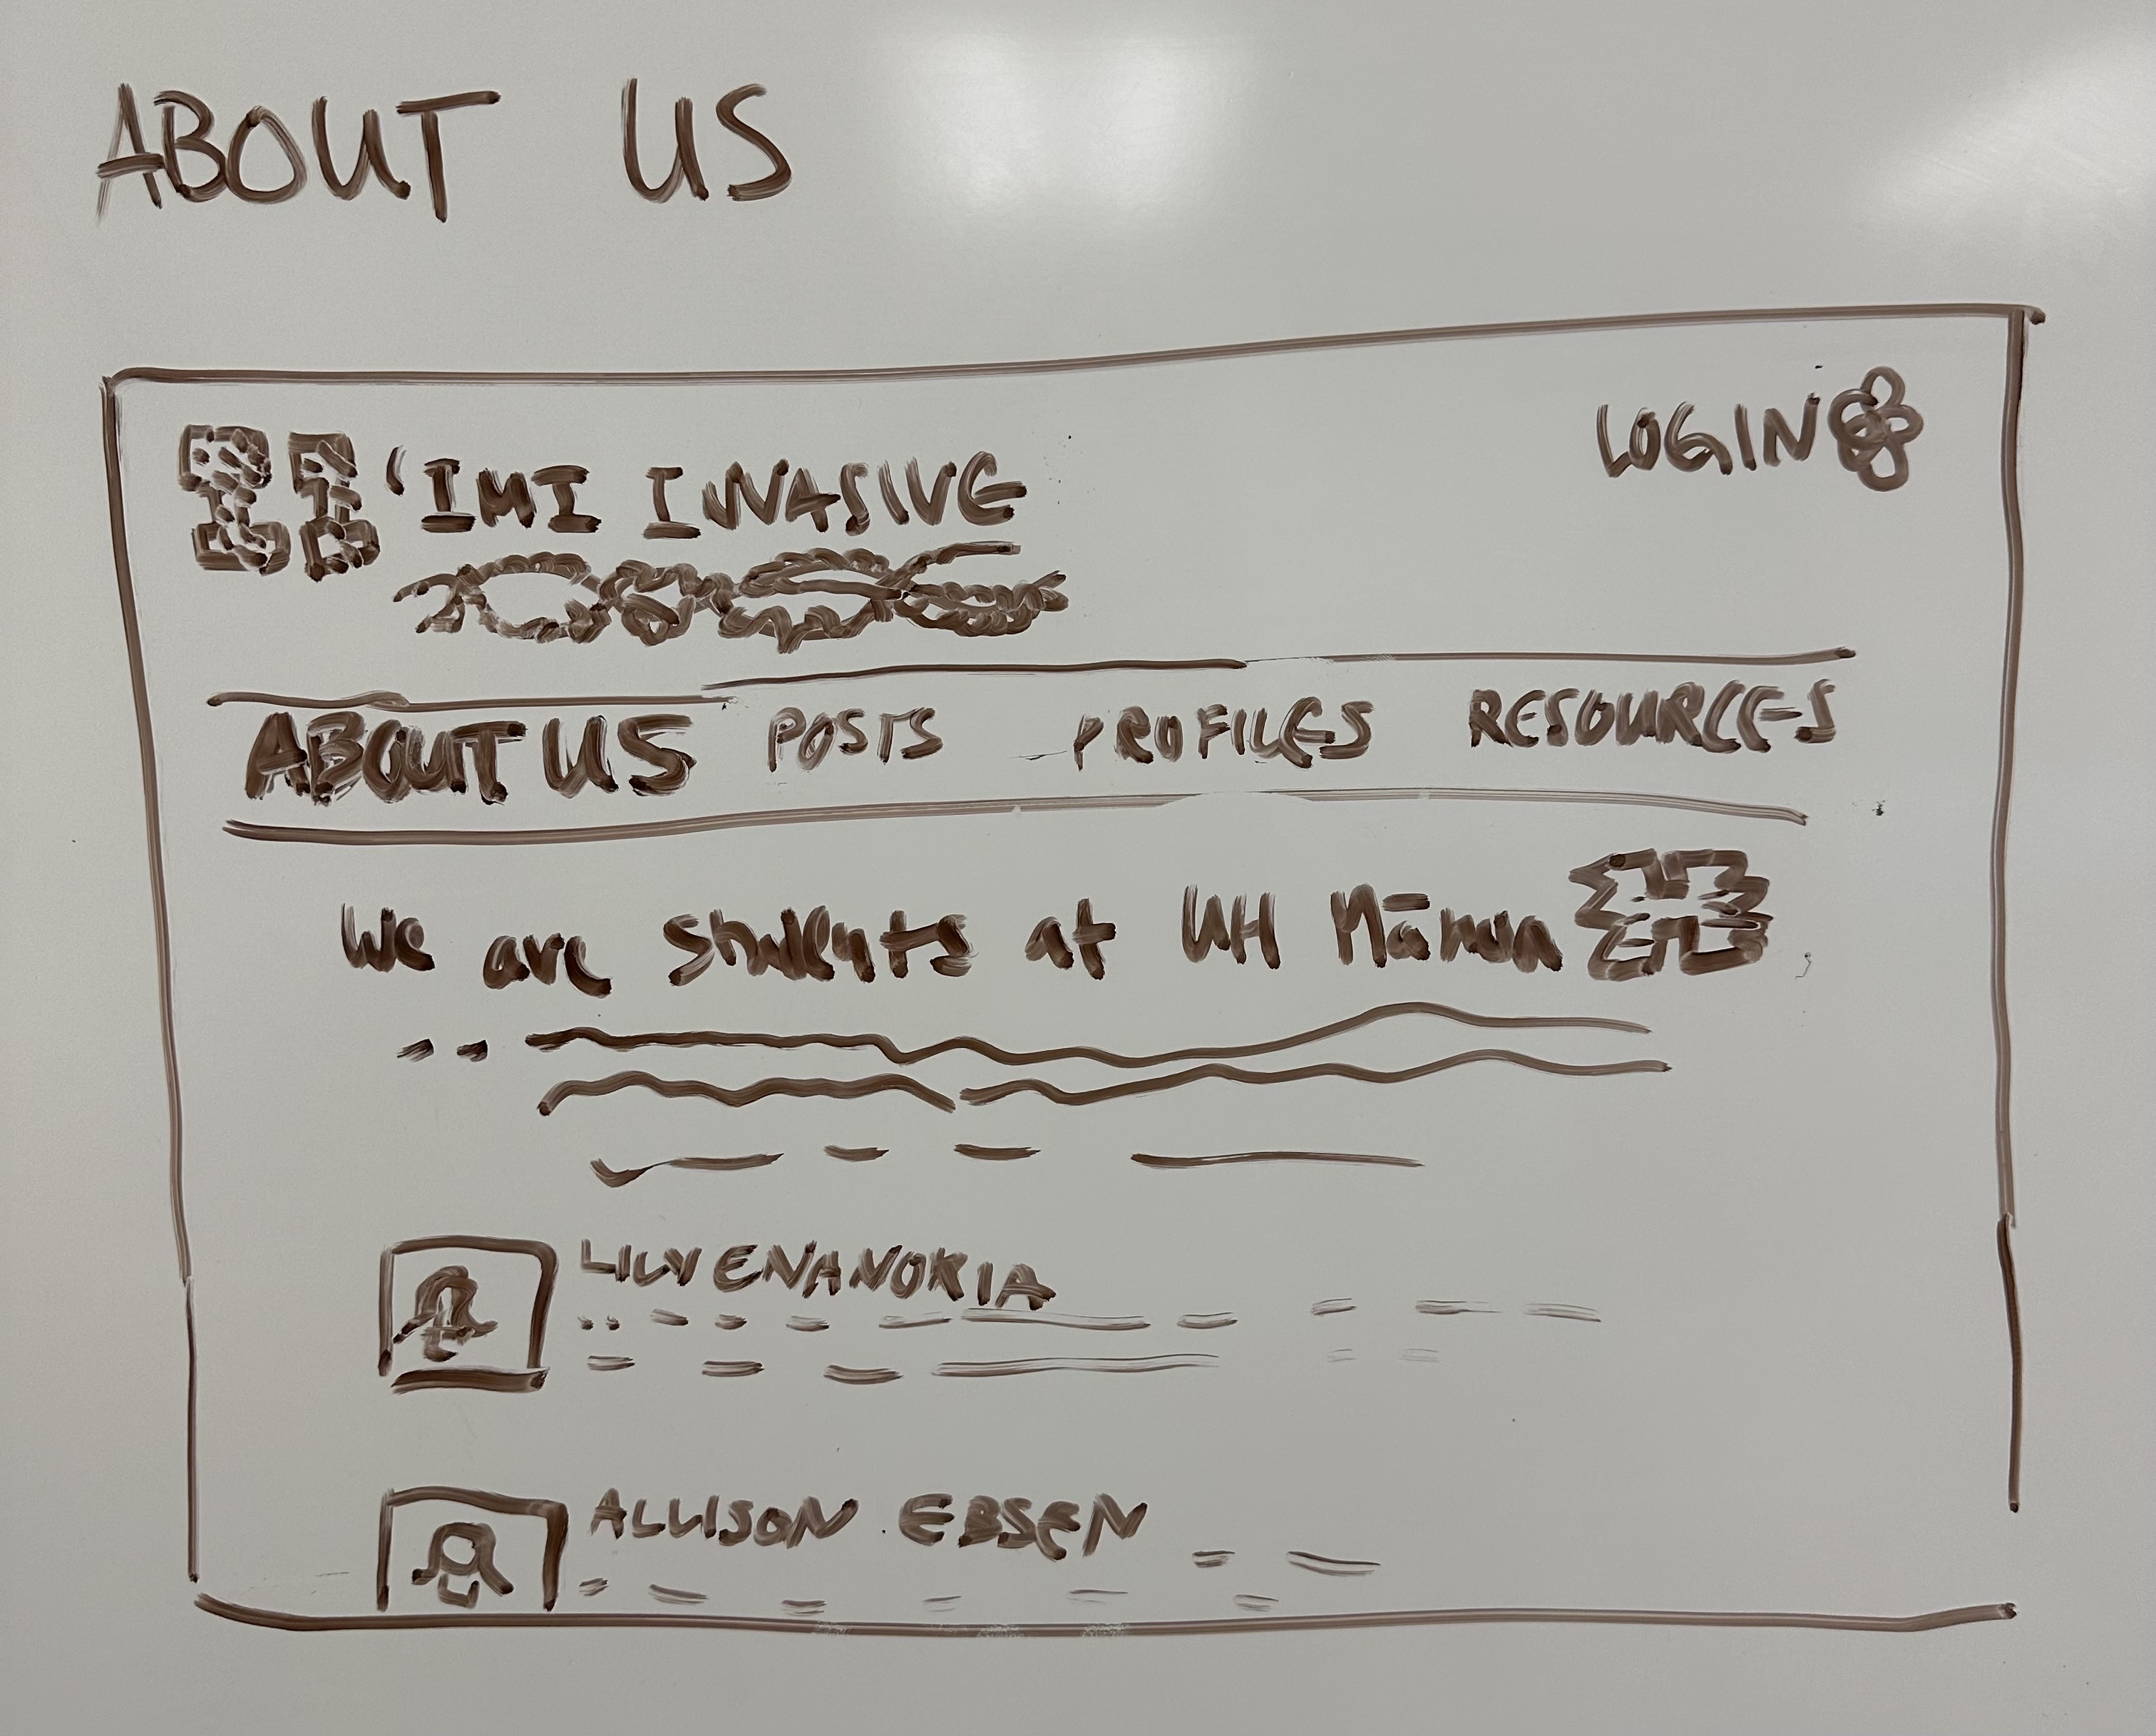 ABOUT US
LOGIN
'IMI INVASIVE
ABOUT US POSTS PROFILES RESOURCES
We are students at UH Mānoa
LILY ENANORIA
ALLISON EBSEN